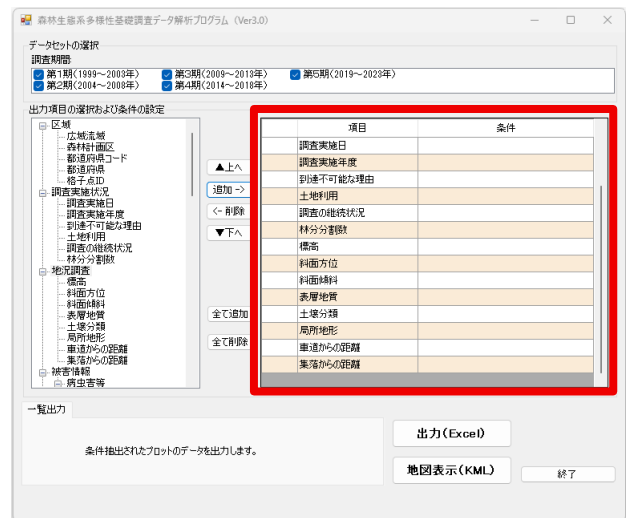 森林生態系多様性基礎調査データ解析プログラム (Ver3.0)
データセットの選択
調査期間
第1期(1999～2003年) 第3期(2009～2013年) 第5期(2019～2023年)
第2期(2004～2008年) 第4期(2014～2018年)
出力項目の選択および条件の設定
区域
広域流域
森林計画区
都道府県コード
都道府県
格子点ID
調査実施状況
調査実施日
調査実施年度
到達不可能な理由
土地利用
調査の継続状況
林分分割数
地況調査
標高
斜面方位
斜面傾斜
表層地質
土壌分類
局所地形
車道からの距離
集落からの距離
被害情報
病虫害等
▲上へ
追加 ->
<- 削除
▼下へ
全て追加
全て削除
項目 条件
調査実施日
調査実施年度
到達不可能な理由
土地利用
調査の継続状況
林分分割数
標高
斜面方位
斜面傾斜
表層地質
土壌分類
局所地形
車道からの距離
集落からの距離
一覧出力
条件抽出されたプロットのデータを出力します。
出力(Excel)
地図表示(KML)
終了